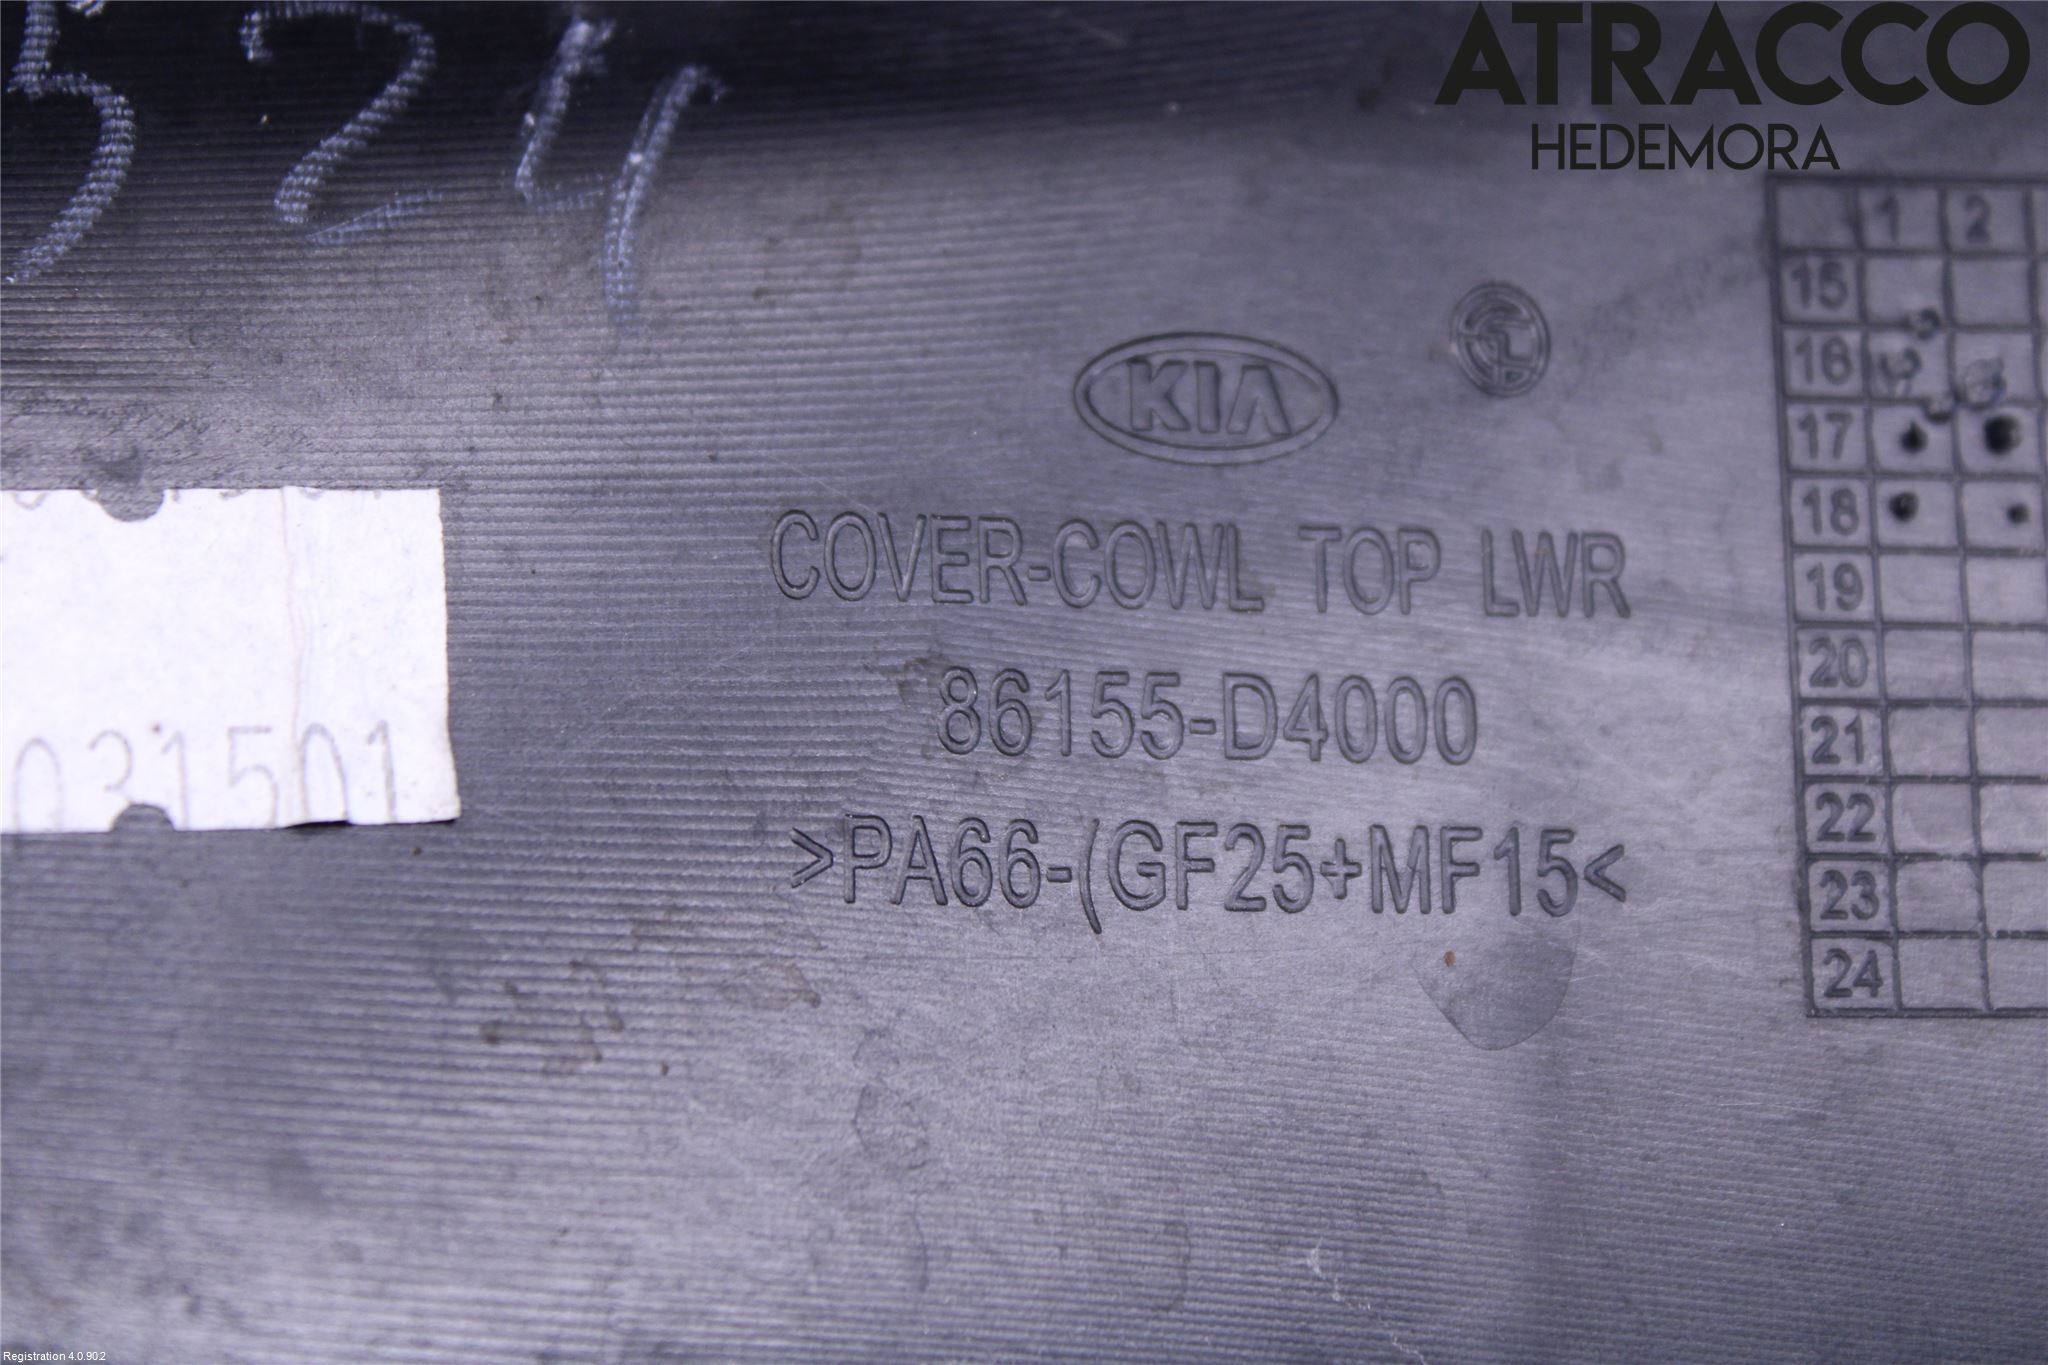 ATRACCO
HEDEMORA
524
KIA
COVER-COWL TOP LWR
86155-D4000
>PA66-(GF25+MF15<
031501
1 2
15
16
17
18
19
20
21
22
23
24
Registration 4.0.902